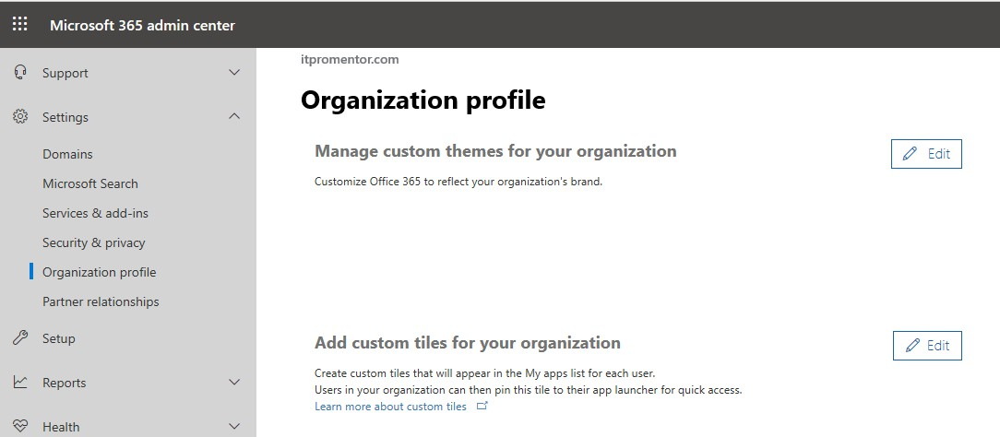 Microsoft 365 admin center
Support
Settings
Domains
Microsoft Search
Services & add-ins
Security & privacy
Organization profile
Partner relationships
Setup
Reports
Health
itpromentor.com
Organization profile
Manage custom themes for your organization
Edit
Customize Office 365 to reflect your organization's brand.
Add custom tiles for your organization
Edit
Create custom tiles that will appear in the My apps list for each user.
Users in your organization can then pin this tile to their app launcher for quick access.
Learn more about custom tiles